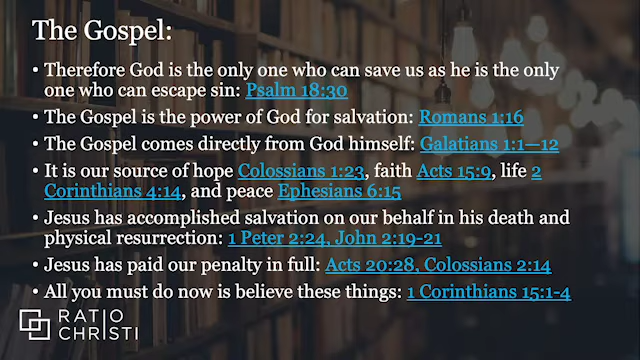 The Gospel:
• Therefore God is the only one who can save us as he is the only
one who can escape sin: Psalm 18:30
• The Gospel is the power of God for salvation: Romans 1:16
• The Gospel comes directly from God himself: Galatians 1:1—12
• It is our source of hope Colossians 1:23, faith Acts 15:9, life 2
Corinthians 4:14, and peace Ephesians 6:15
• Jesus has accomplished salvation on our behalf in his death and
physical resurrection: 1 Peter 2:24, John 2:19-21
• Jesus has paid our penalty in full: Acts 20:28, Colossians 2:14
• All you must do now is believe these things: 1 Corinthians 15:1-4
RATIO
CHRISTI